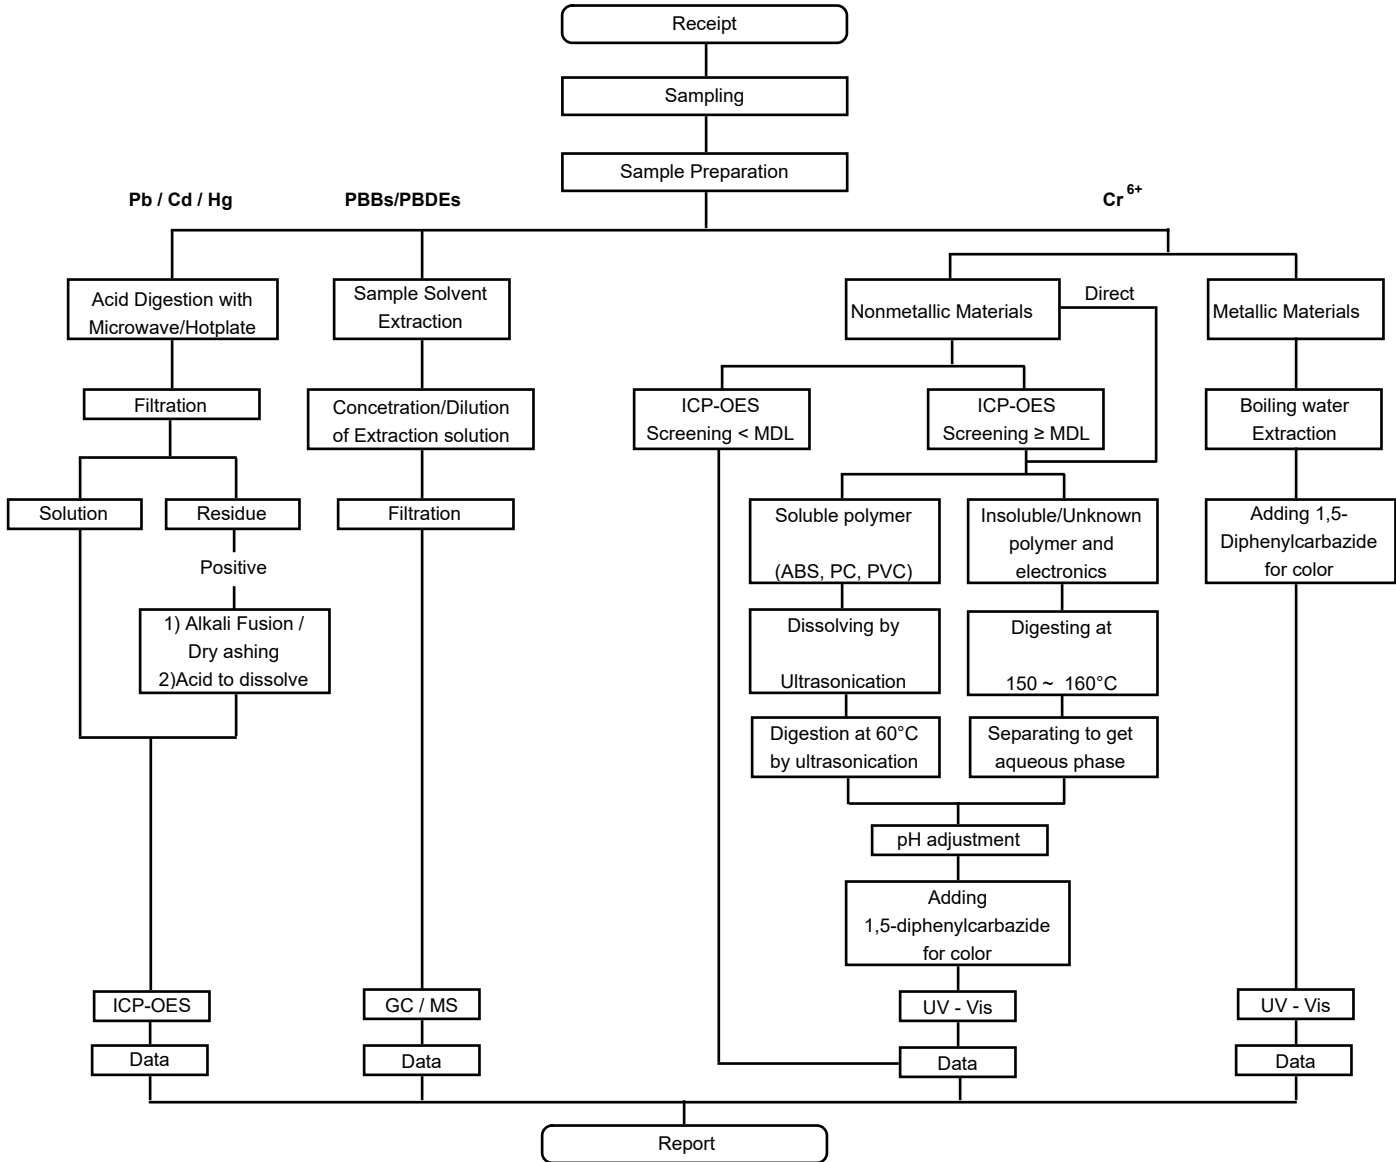 Receipt
Sampling
Sample Preparation
Pb / Cd / Hg
PBBs/PBDEs
Cr 6+
Acid Digestion with
Microwave/Hotplate
Filtration
Solution
Residue
Positive
1) Alkali Fusion /
Dry ashing
2)Acid to dissolve
ICP-OES
Data
Sample Solvent
Extraction
Concetration/Dilution
of Extraction solution
Filtration
GC / MS
Data
Nonmetallic Materials
Direct
ICP-OES
Screening < MDL
ICP-OES
Screening ≥ MDL
Soluble polymer
(ABS, PC, PVC)
Dissolving by
Ultrasonication
Digestion at 60°C
by ultrasonication
Insoluble/Unknown
polymer and
electronics
Digesting at
150 ~ 160°C
Separating to get
aqueous phase
pH adjustment
Adding
1,5-diphenylcarbazide
for color
UV - Vis
Data
Metallic Materials
Boiling water
Extraction
Adding 1,5-
Diphenylcarbazide
for color
UV - Vis
Data
Report